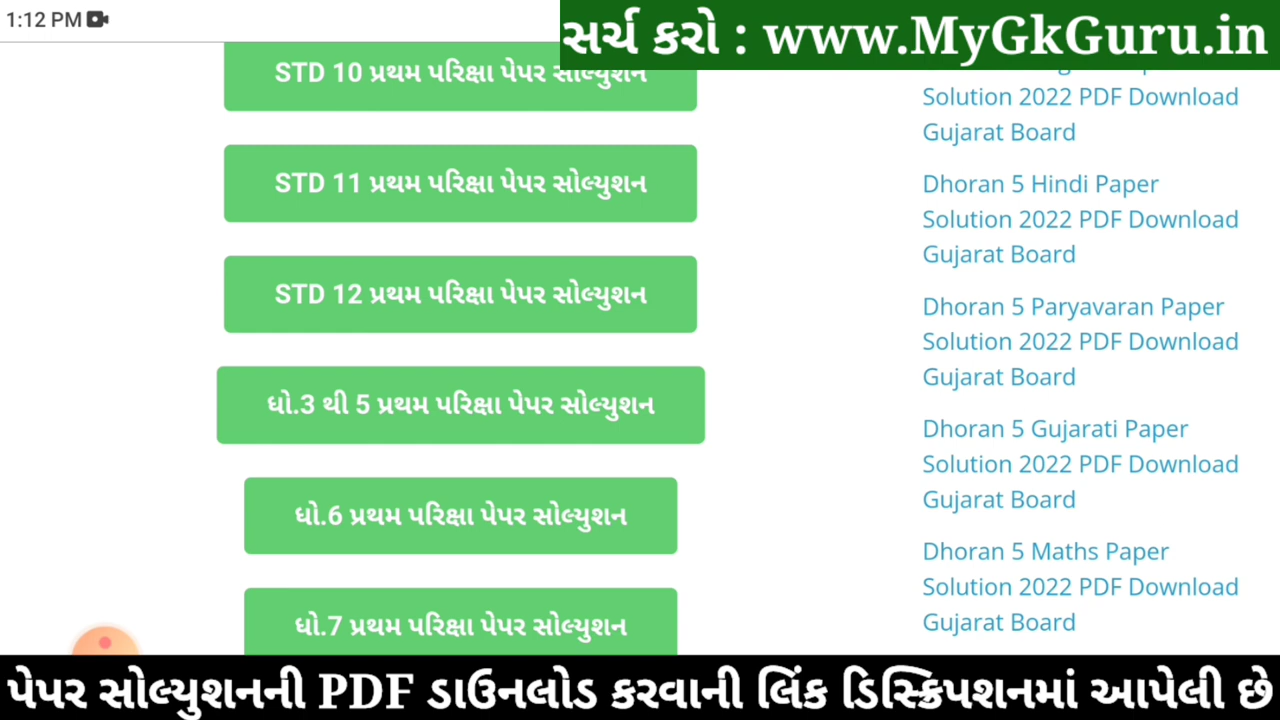 1:12 PM
સર્ચ કરો : www.MyGkGuru.in
STD 10 પ્રથમ પરિક્ષા પેપર સોલ્યુશન
STD 11 પ્રથમ પરિક્ષા પેપર સોલ્યુશન
STD 12 પ્રથમ પરિક્ષા પેપર સોલ્યુશન
ધો.3 થી 5 પ્રથમ પરિક્ષા પેપર સોલ્યુશન
ધો.6 પ્રથમ પરિક્ષા પેપર સોલ્યુશન
ધો.7 પ્રથમ પરિક્ષા પેપર સોલ્યુશન
Solution 2022 PDF Download
Gujarat Board
Dhoran 5 Hindi Paper
Solution 2022 PDF Download
Gujarat Board
Dhoran 5 Paryavaran Paper
Solution 2022 PDF Download
Gujarat Board
Dhoran 5 Gujarati Paper
Solution 2022 PDF Download
Gujarat Board
Dhoran 5 Maths Paper
Solution 2022 PDF Download
Gujarat Board
પેપર સોલ્યુશનની PDF ડાઉનલોડ કરવાની લિંક ડિસ્ક્રિપશનમાં આપેલી છે